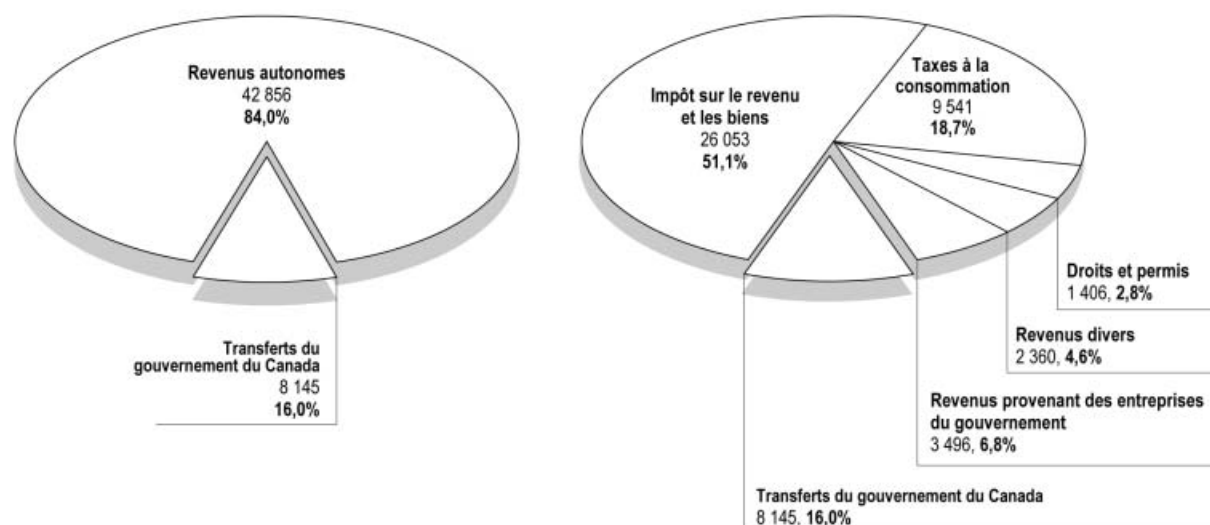 Revenus autonomes
42 856
84,0%
Transferts du
gouvernement du Canada
8 145
16,0%
Impôt sur le revenu
et les biens
26 053
51,1%
Taxes à la
consommation
9 541
18,7%
Droits et permis
1 406, 2,8%
Revenus divers
2 360, 4,6%
Revenus provenant des entreprises
du gouvernement
3 496, 6,8%
Transferts du gouvernement du Canada
8 145, 16,0%